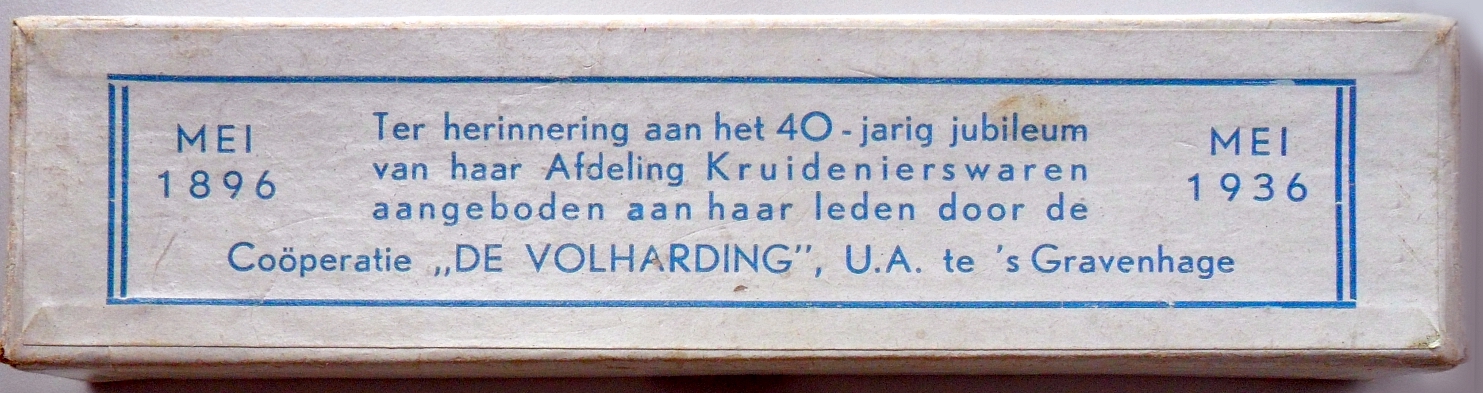 MEI
1896
Ter herinnering aan het 40-jarig jubileum
van haar Afdeling Kruidenierswaren
aangeboden aan haar leden door de
Coöperatie „DE VOLHARDING”, U.A. te 's Gravenhage
MEI
1936